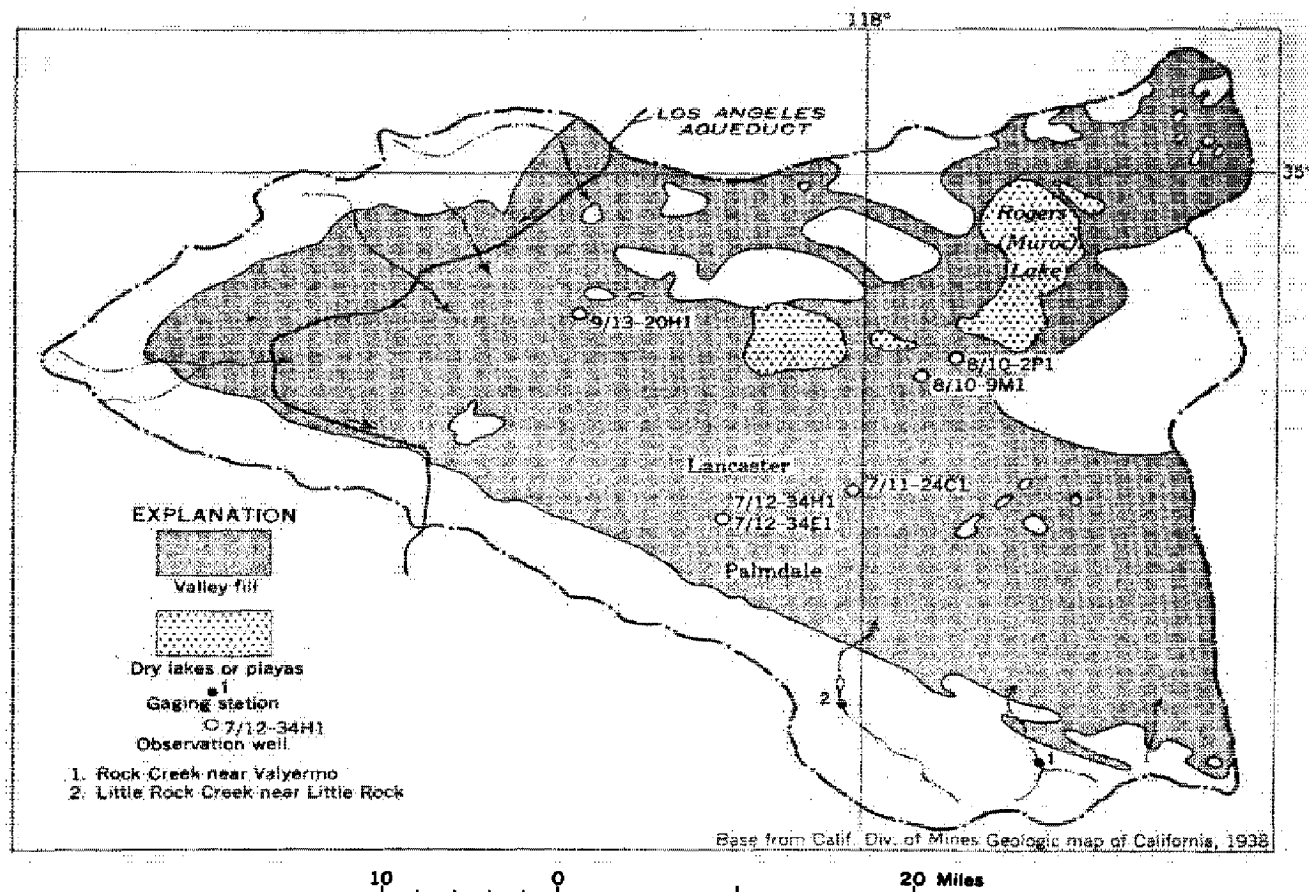 118°
LOS ANGELES
AQUEDUCT
35°
Rogers
(Muroc)
Lake
9/13-20H1
8/10-2P1
8/10-9M1
Lancaster
7/11-24C1
7/12-34H1
7/12-34E1
Palmdale
EXPLANATION
Valley fill
Dry lakes or playas
1
Gaging station
7/12-34H1
Observation well
1. Rock Creek near Valyermo
2. Little Rock Creek near Little Rock
2
1
Base from Calif. Div. of Mines Geologic map of California, 1938
10 0 20 Miles